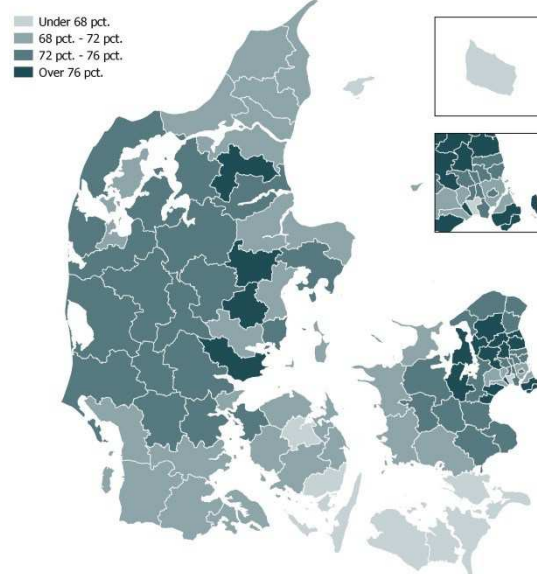 Under 68 pct.
68 pct. - 72 pct.
72 pct. - 76 pct.
Over 76 pct.